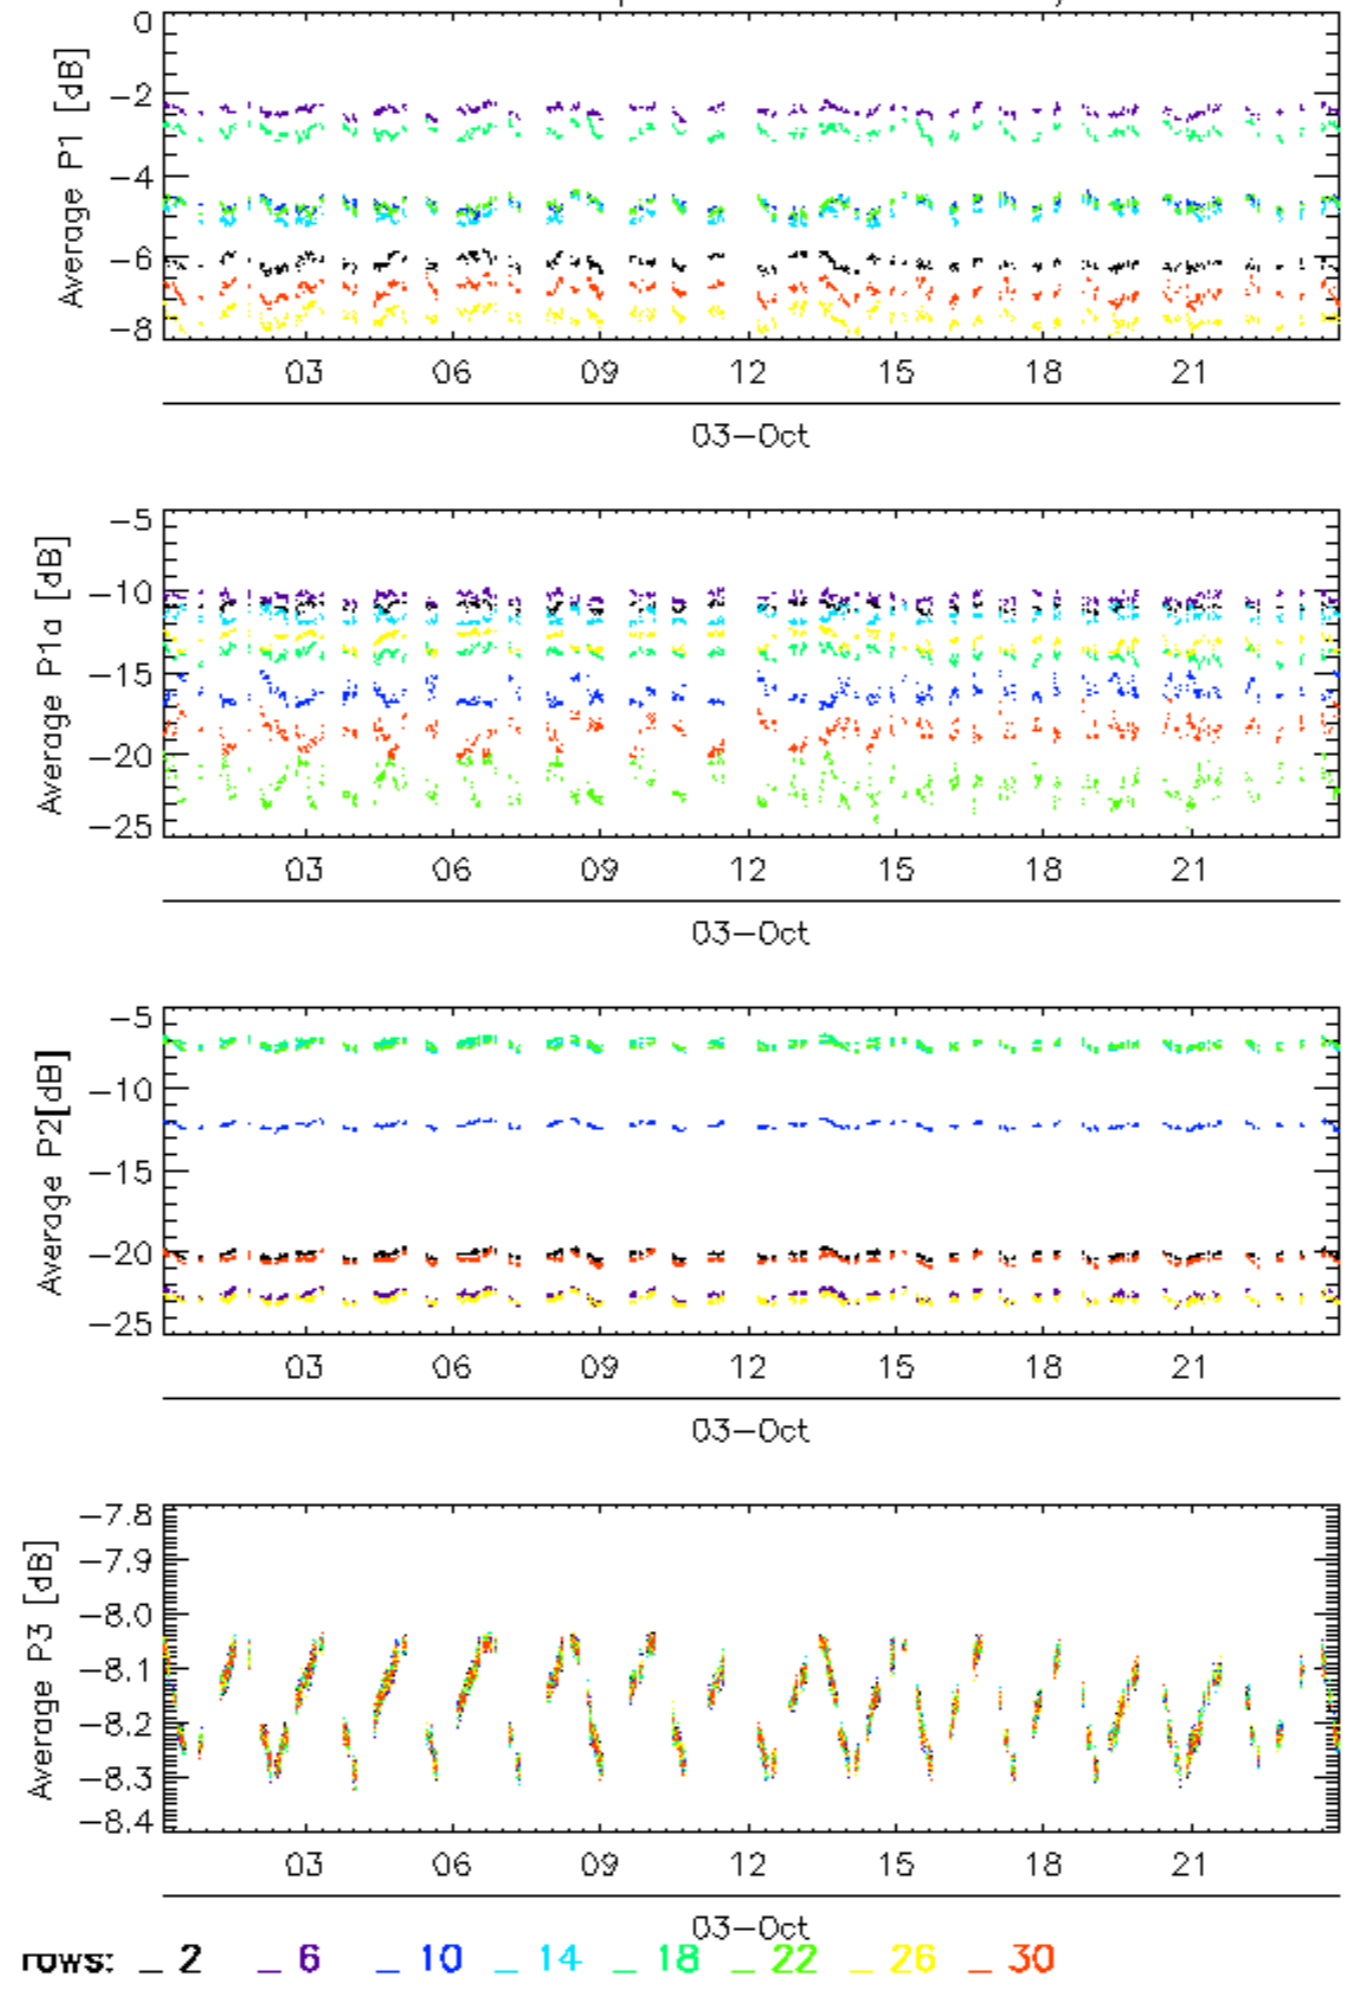 0
−2
−4
−6
−8
Average P1 [dB]
03 06 09 12 15 18 21
03−Oct
−5
−10
−15
−20
−25
Average P1a [dB]
03 06 09 12 15 18 21
03−Oct
−5
−10
−15
−20
−25
Average P2[dB]
03 06 09 12 15 18 21
03−Oct
−7.8
−7.9
−8.0
−8.1
−8.2
−8.3
−8.4
Average P3 [dB]
03 06 09 12 15 18 21
03−Oct
rows: _ 2 _ 6 _ 10 _ 14 _ 18 _ 22 _ 26 _ 30